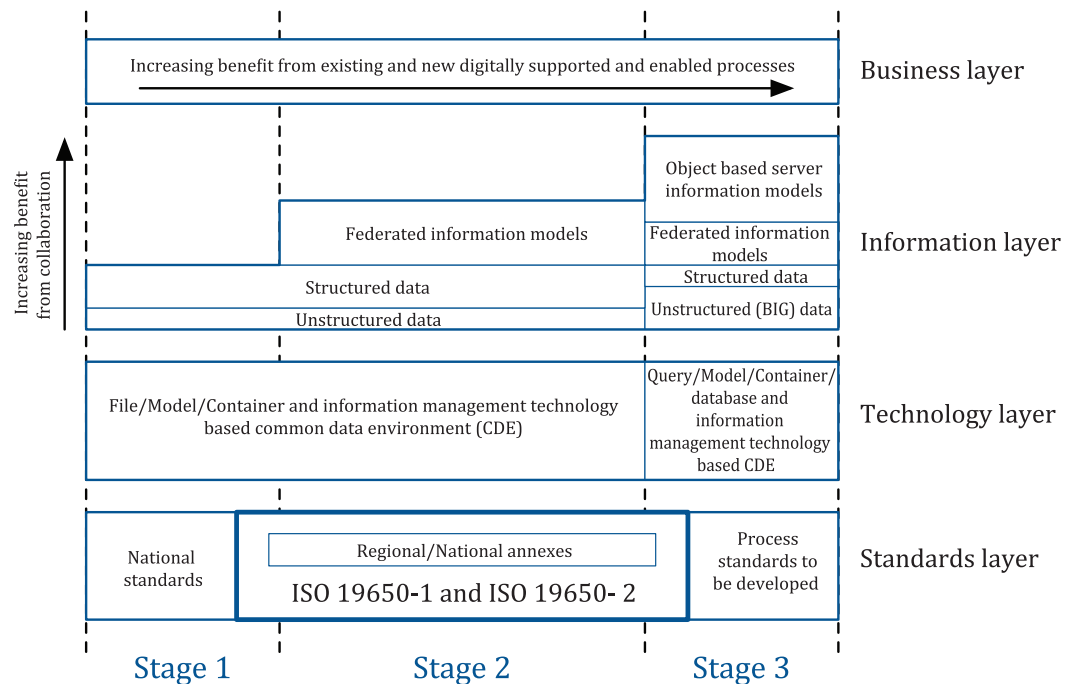 Increasing benefit from existing and new digitally supported and enabled processes
Business layer
Increasing benefit
from collaboration
Object based server
information models
Federated information models
Federated information
models
Information layer
Structured data
Structured data
Unstructured data
Unstructured (BIG) data
File/Model/Container and information management technology
based common data environment (CDE)
Query/Model/Container/
database and
information
management technology
based CDE
Technology layer
National
standards
Regional/National annexes
ISO 19650-1 and ISO 19650- 2
Process
standards to
be developed
Standards layer
Stage 1
Stage 2
Stage 3